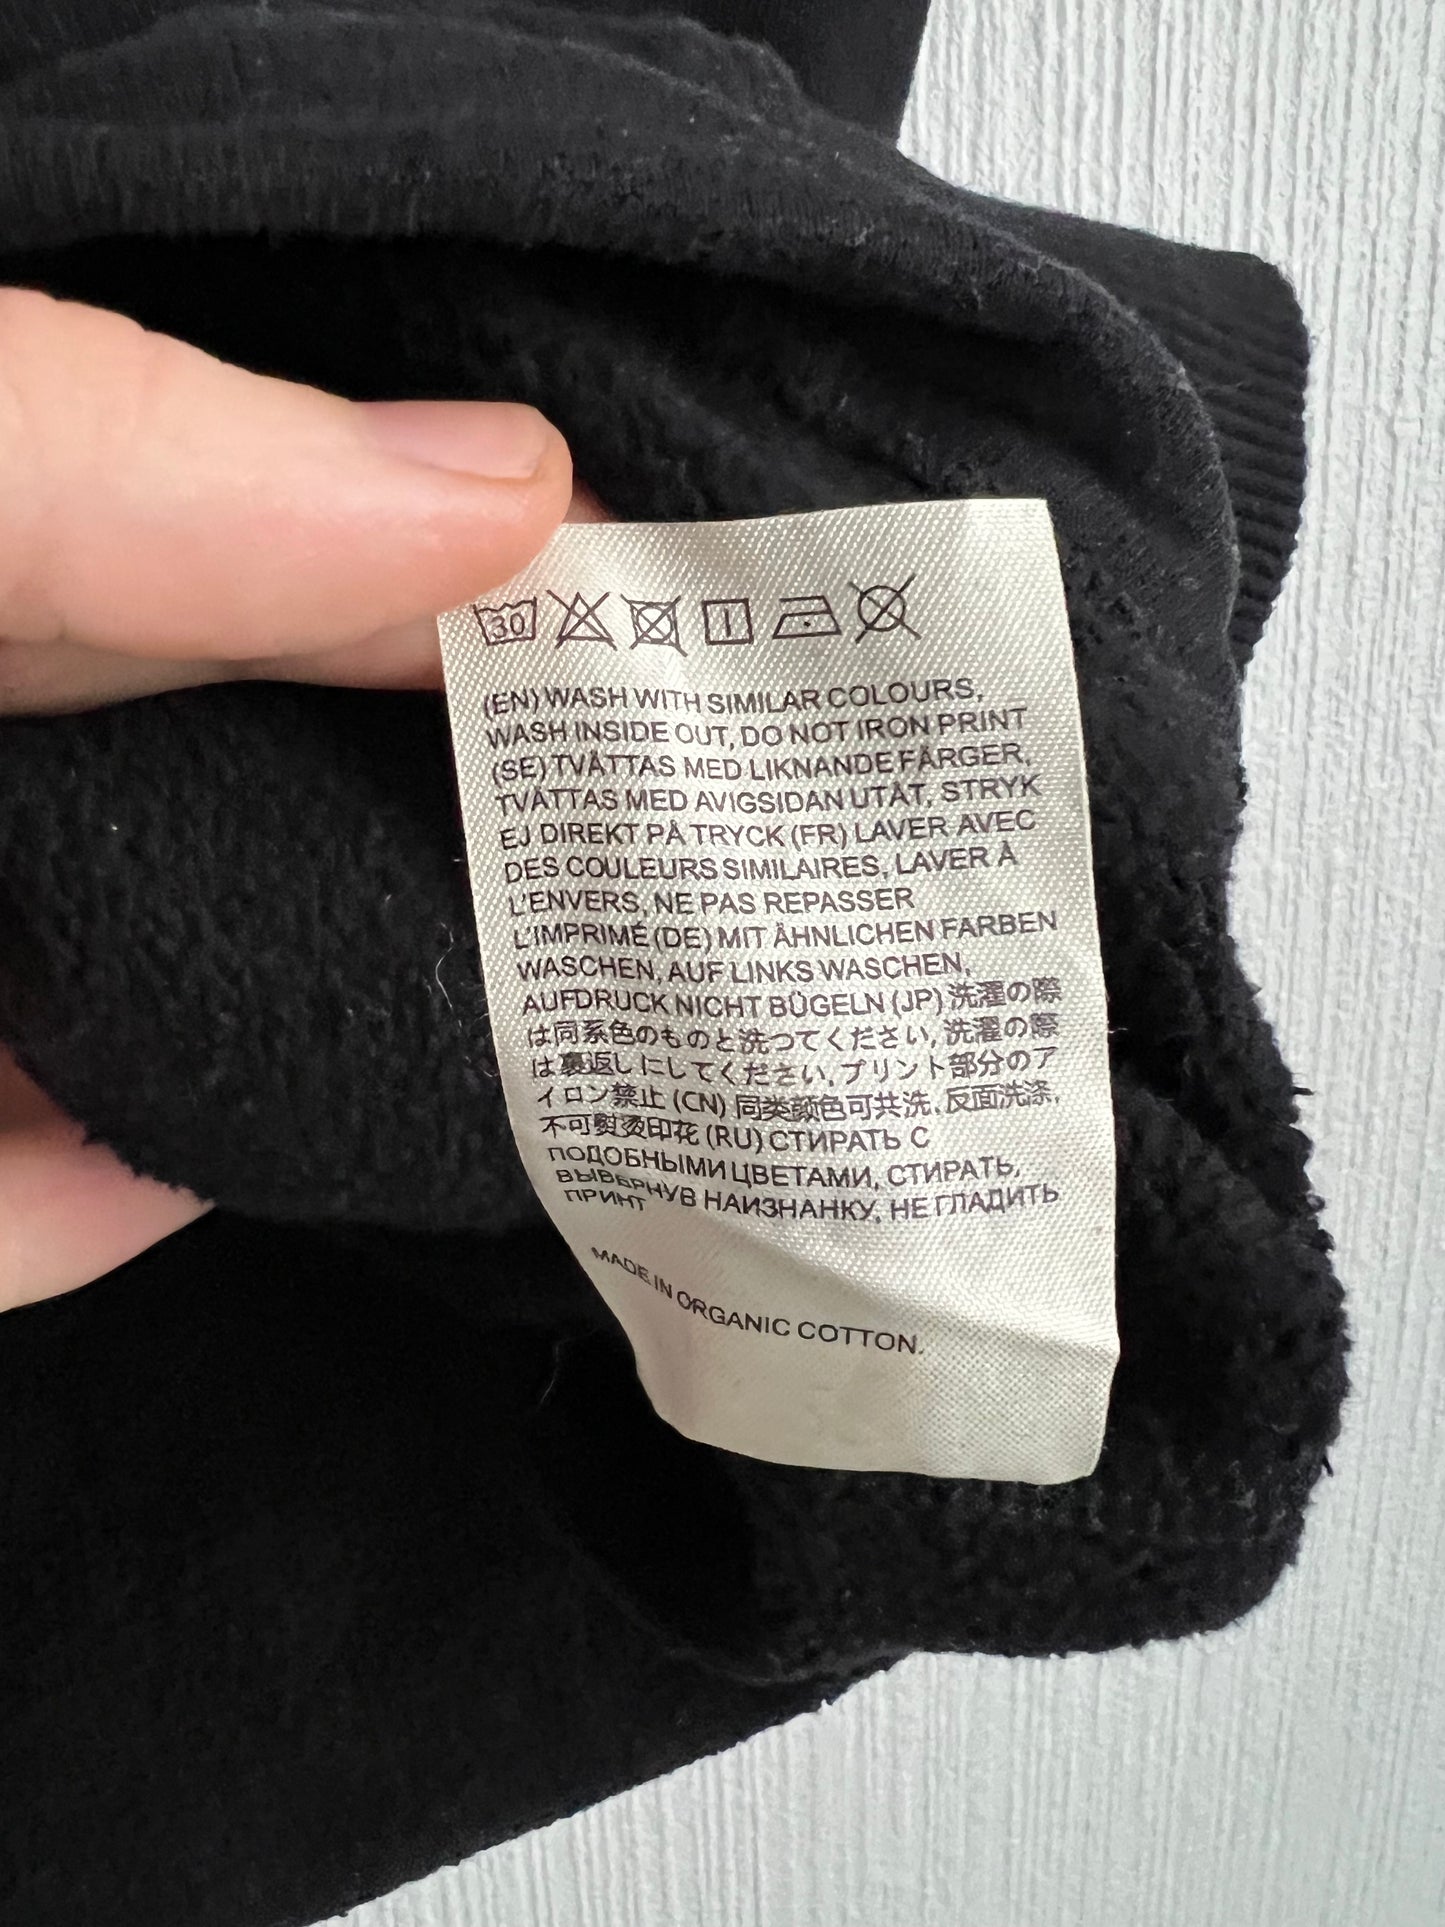 30
(EN) WASH WITH SIMILAR COLOURS,
WASH INSIDE OUT, DO NOT IRON PRINT
(SE) TVÄTTAS MED LIKNANDE FÄRGER,
TVÄTTAS MED AVIGSIDAN UTÅT, STRYK
EJ DIREKT PÅ TRYCK (FR) LAVER AVEC
DES COULEURS SIMILAIRES, LAVER À
L'ENVERS, NE PAS REPASSER
L'IMPRIMÉ (DE) MIT ÄHNLICHEN FARBEN
WASCHEN, AUF LINKS WASCHEN,
AUFDRUCK NICHT BÜGELN (JP) 洗濯の際
は同系色のものと洗ってください, 洗濯の際
は裏返しにしてください, プリント部分のア
イロン禁止 (CN) 同类颜色可共洗, 反面洗涤,
不可熨烫印花 (RU) СТИРАТЬ С
ПОДОБНЫМИ ЦВЕТАМИ, СТИРАТЬ,
ВЫВЕРНУВ НАИЗНАНКУ, НЕ ГЛАДИТЬ
ПРИНТ
MADE IN ORGANIC COTTON.